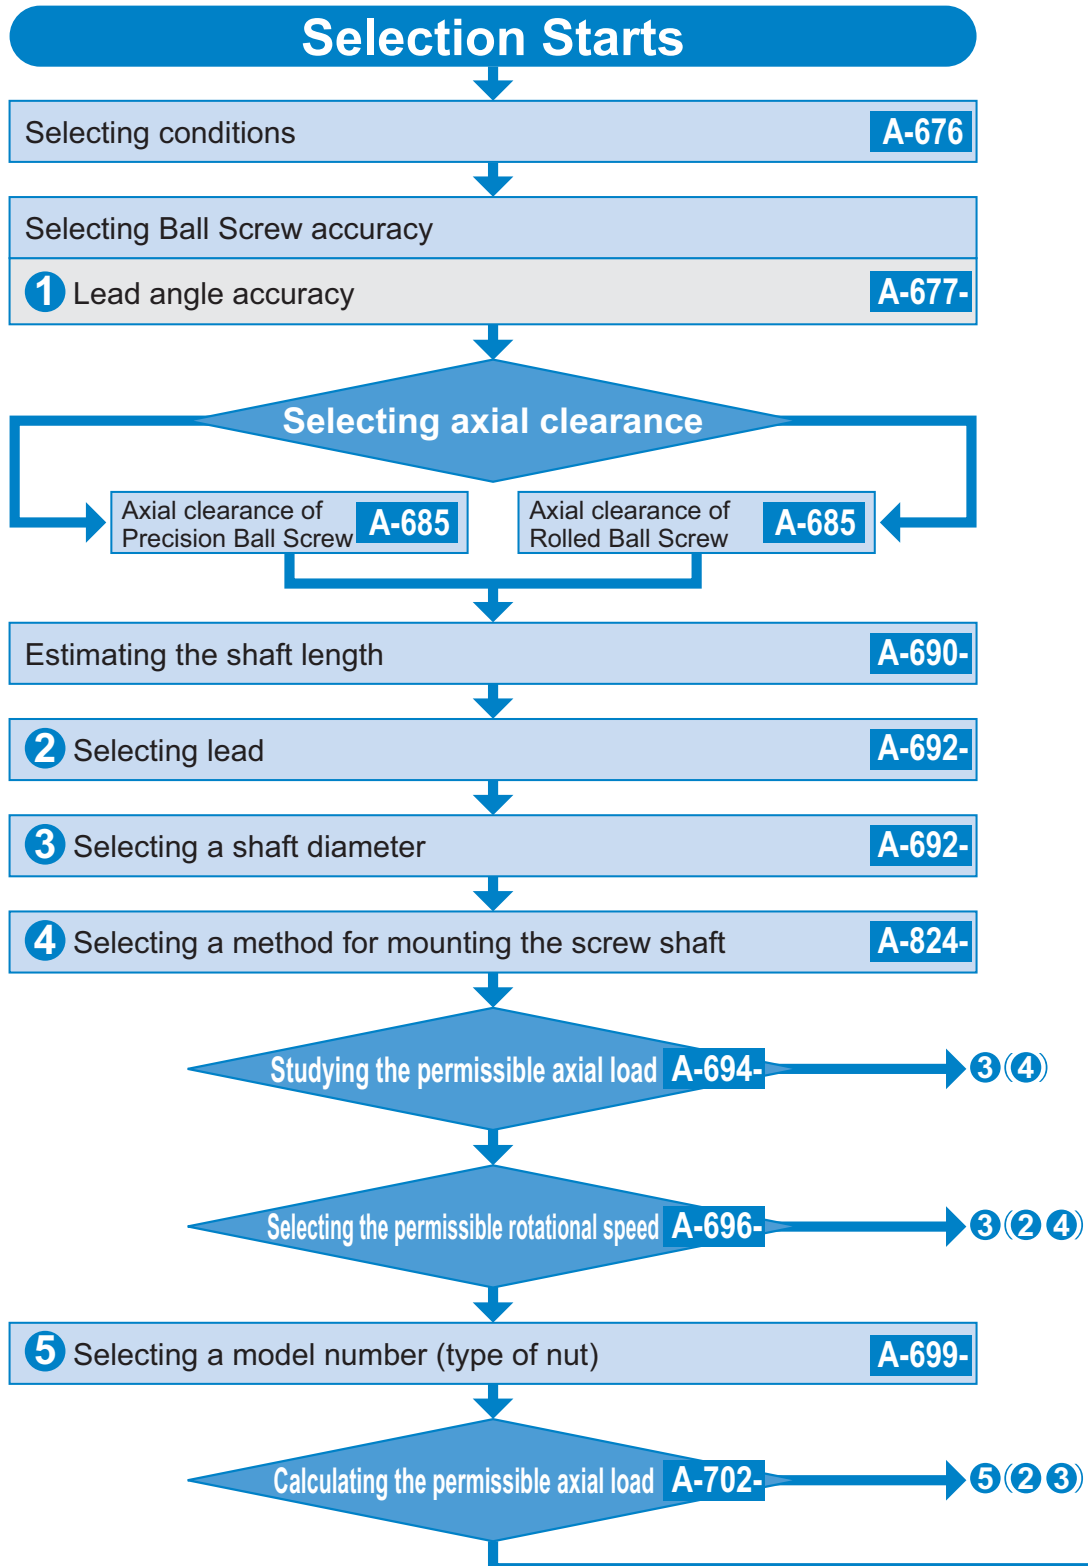 Selection Starts
Selecting conditions A-676
Selecting Ball Screw accuracy
1 Lead angle accuracy A-677-
Selecting axial clearance
Axial clearance of
Precision Ball Screw A-685
Axial clearance of
Rolled Ball Screw A-685
Estimating the shaft length A-690-
2 Selecting lead A-692-
3 Selecting a shaft diameter A-692-
4 Selecting a method for mounting the screw shaft A-824-
Studying the permissible axial load A-694- 3(4)
Selecting the permissible rotational speed A-696- 3(2 4)
5 Selecting a model number (type of nut) A-699-
Calculating the permissible axial load A-702- 5(2 3)